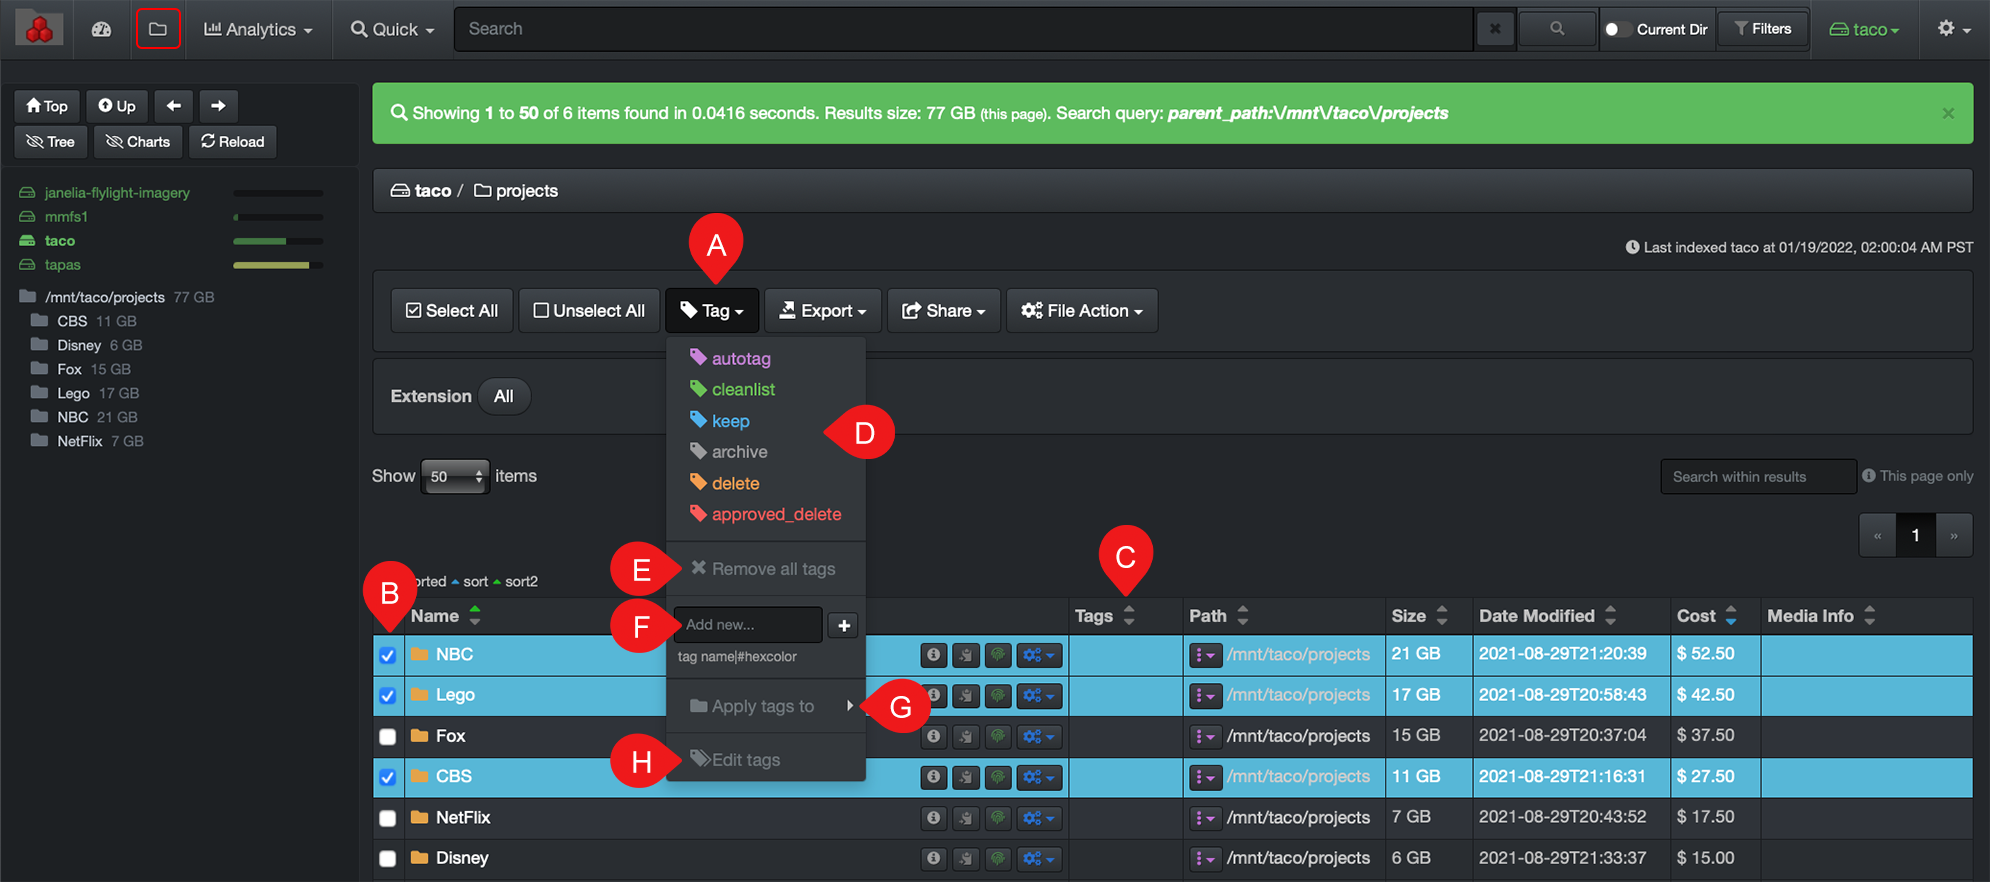 Analytics
Quick
Search
Current Dir
Filters
taco
Top
Up
Tree
Charts
Reload
janelia-flylight-imagery
mmfs1
taco
tapas
/mnt/taco/projects 77 GB
CBS 11 GB
Disney 6 GB
Fox 15 GB
Lego 17 GB
NBC 21 GB
NetFlix 7 GB
Showing 1 to 50 of 6 items found in 0.0416 seconds. Results size: 77 GB (this page). Search query: parent_path:\/mnt\/taco\/projects
taco / projects
A
Last indexed taco at 01/19/2022, 02:00:04 AM PST
Select All
Unselect All
Tag
Export
Share
File Action
autotag
cleanlist
keep
archive
delete
approved_delete
D
Extension All
Show 50 items
Search within results
This page only
« 1 »
E
Remove all tags
C
B
orted sort sort2
F
Add new...
+
tag name|#hexcolor
Apply tags to
G
H
Edit tags
Name Tags Path Size Date Modified Cost Media Info
NBC /mnt/taco/projects 21 GB 2021-08-29T21:20:39 $ 52.50
Lego /mnt/taco/projects 17 GB 2021-08-29T20:58:43 $ 42.50
Fox /mnt/taco/projects 15 GB 2021-08-29T20:37:04 $ 37.50
CBS /mnt/taco/projects 11 GB 2021-08-29T21:16:31 $ 27.50
NetFlix /mnt/taco/projects 7 GB 2021-08-29T20:43:52 $ 17.50
Disney /mnt/taco/projects 6 GB 2021-08-29T21:33:37 $ 15.00